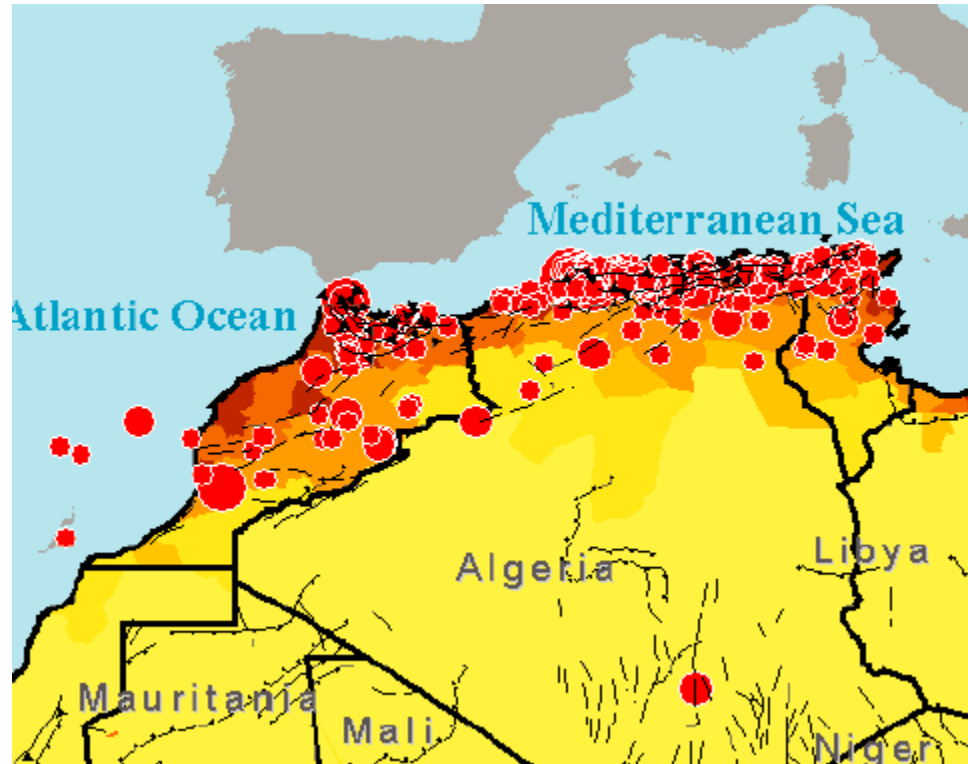 Mediterranean Sea
Atlantic Ocean
Algeria
Libya
Mauritania
Mali
Niger